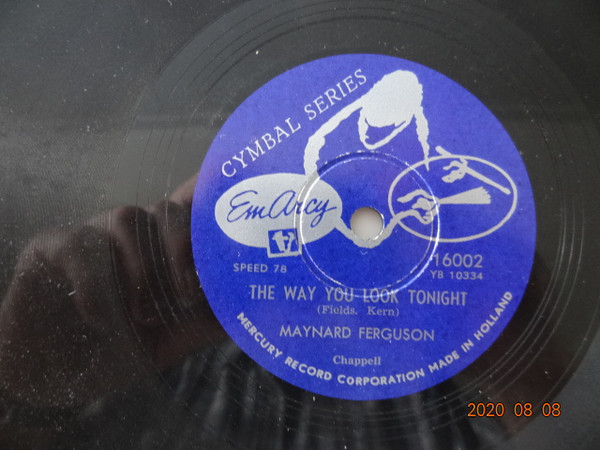 CYMBAL SERIES
EmArcy
SPEED 78
16002
YB 10334
THE WAY YOU LOOK TONIGHT
(Fields. Kern)
MAYNARD FERGUSON
Chappell
MERCURY RECORD CORPORATION MADE IN HOLLAND
2020 08 08